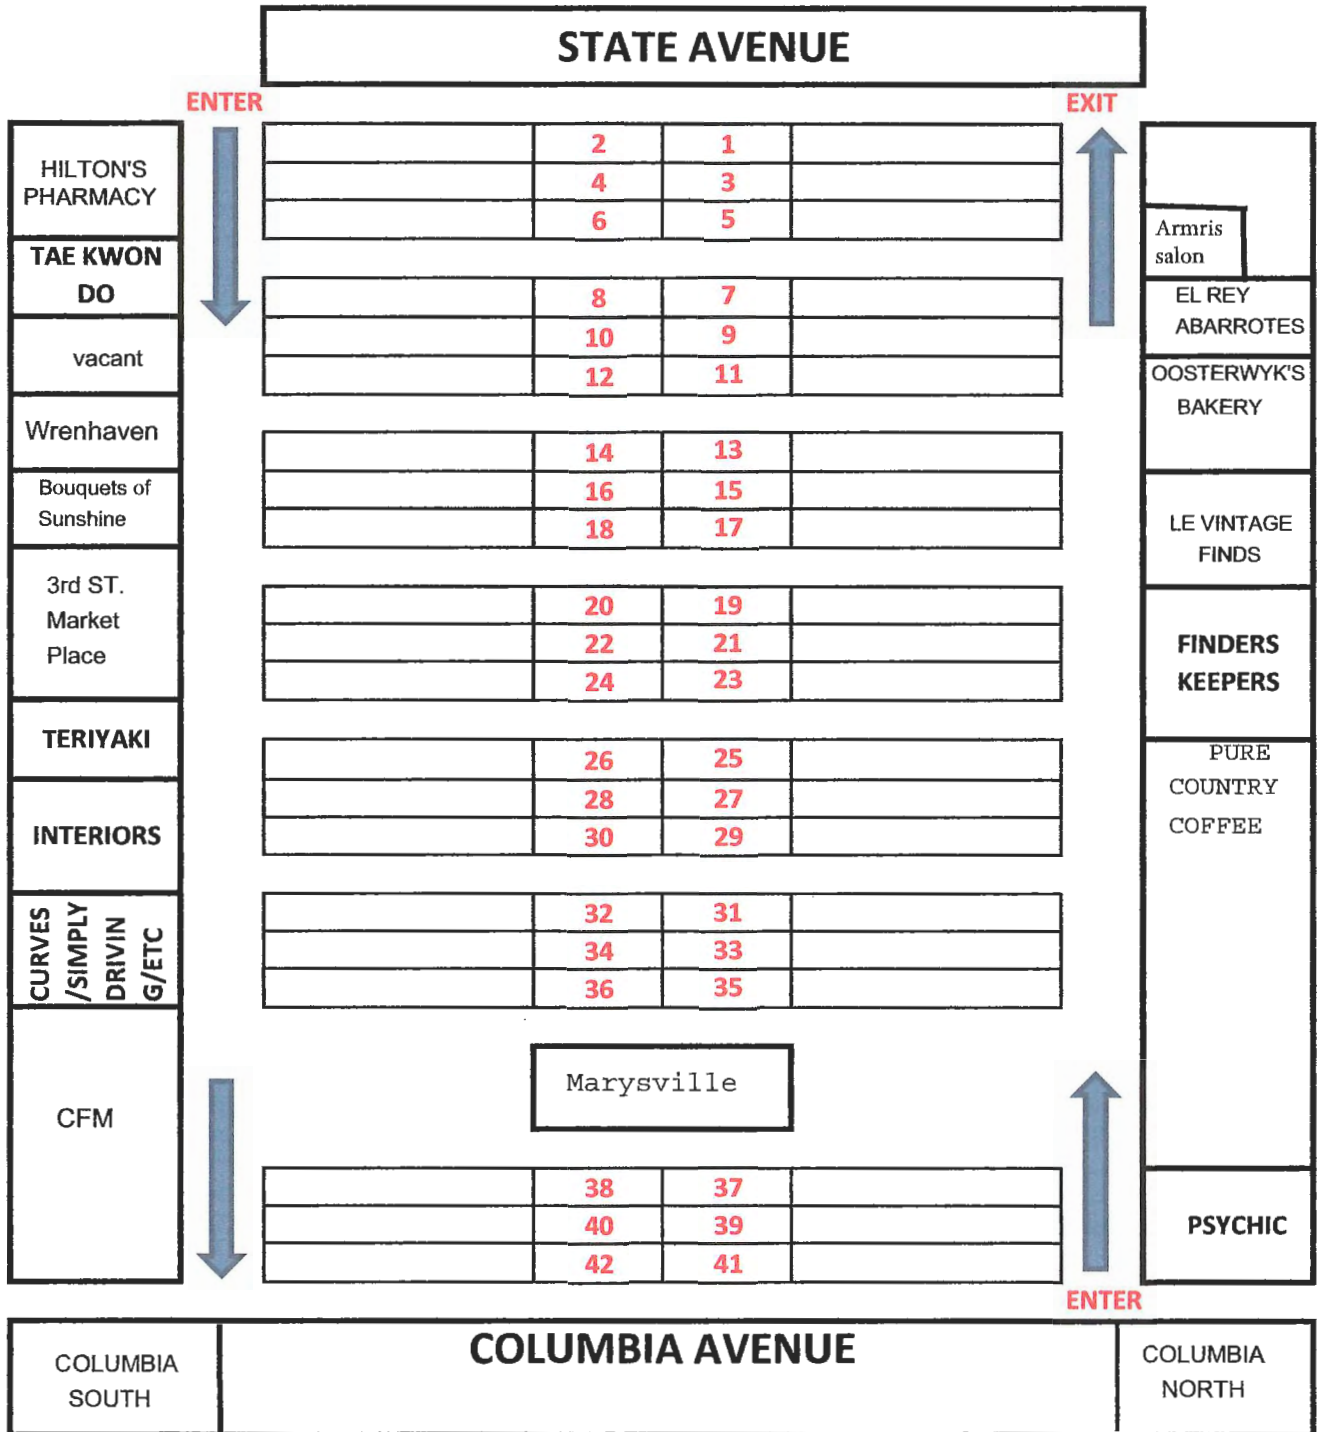 STATE AVENUE
ENTER
EXIT
HILTON'S
PHARMACY
TAE KWON
DO
vacant
Wrenhaven
Bouquets of
Sunshine
3rd ST.
Market
Place
TERIYAKI
INTERIORS
CURVES
/SIMPLY
DRIVIN
G/ETC
CFM
2 1
4 3
6 5
8 7
10 9
12 11
14 13
16 15
18 17
20 19
22 21
24 23
26 25
28 27
30 29
32 31
34 33
36 35
Marysville
38 37
40 39
42 41
Armris
salon
EL REY
ABARROTES
OOSTERWYK'S
BAKERY
LE VINTAGE
FINDS
FINDERS
KEEPERS
PURE
COUNTRY
COFFEE
PSYCHIC
ENTER
COLUMBIA
SOUTH
COLUMBIA AVENUE
COLUMBIA
NORTH